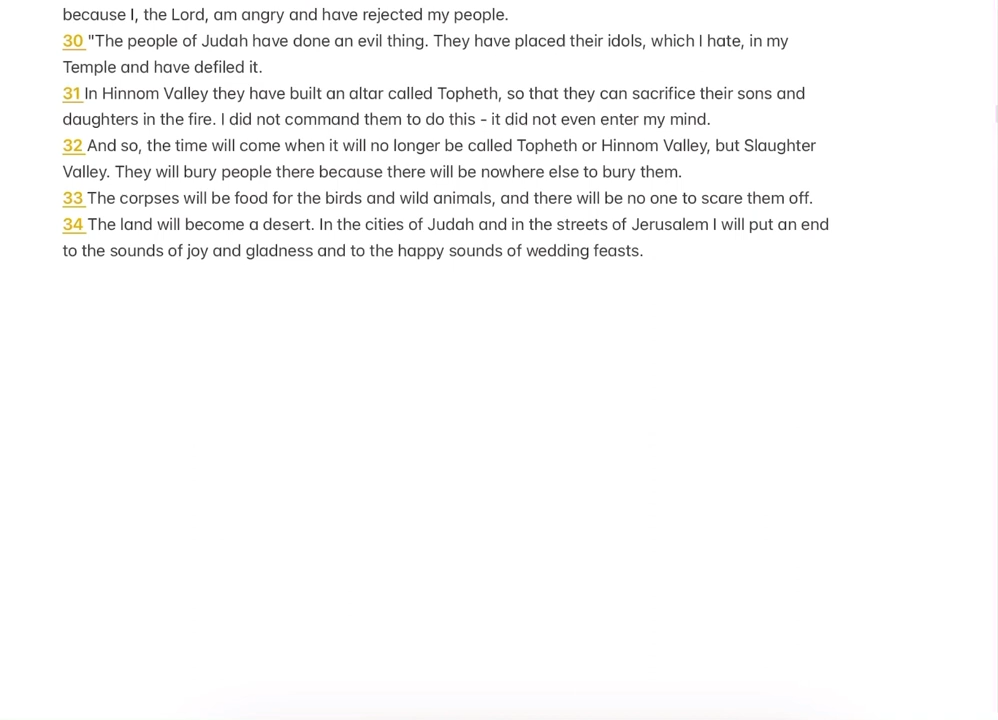 because I, the Lord, am angry and have rejected my people.
30 "The people of Judah have done an evil thing. They have placed their idols, which I hate, in my
Temple and have defiled it.
31 In Hinnom Valley they have built an altar called Topheth, so that they can sacrifice their sons and
daughters in the fire. I did not command them to do this - it did not even enter my mind.
32 And so, the time will come when it will no longer be called Topheth or Hinnom Valley, but Slaughter
Valley. They will bury people there because there will be nowhere else to bury them.
33 The corpses will be food for the birds and wild animals, and there will be no one to scare them off.
34 The land will become a desert. In the cities of Judah and in the streets of Jerusalem I will put an end
to the sounds of joy and gladness and to the happy sounds of wedding feasts.